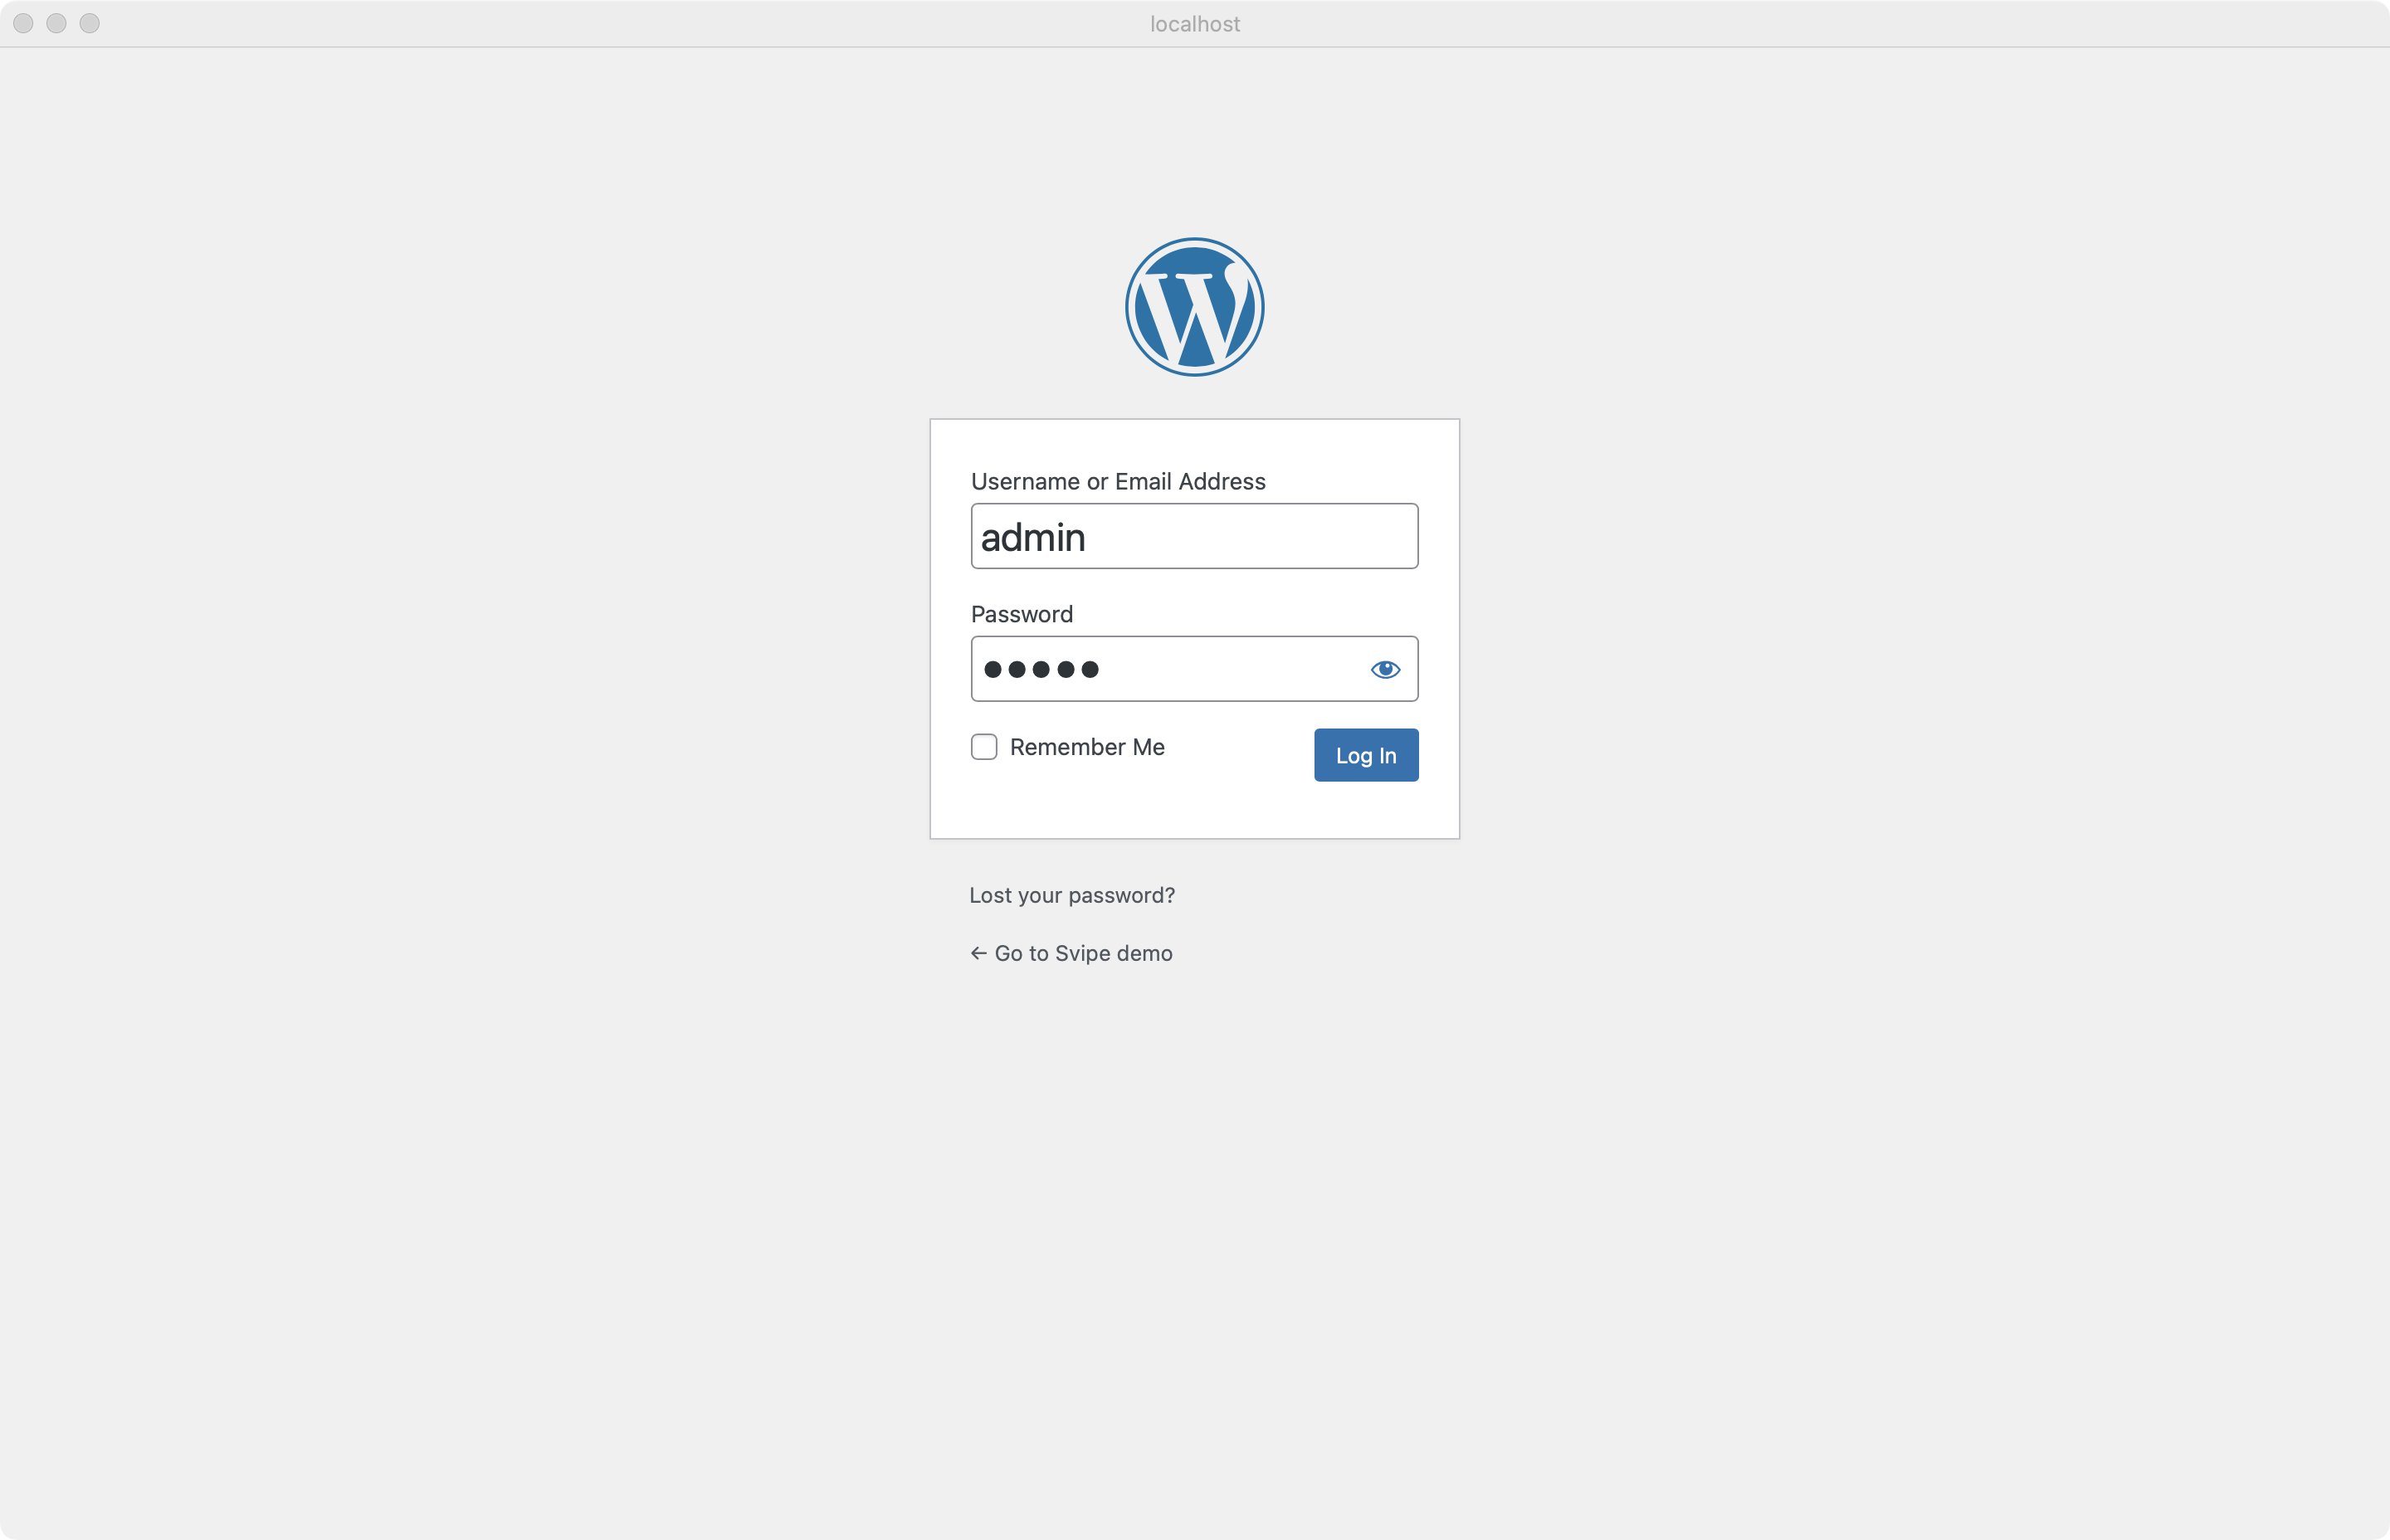 localhost
Username or Email Address
admin
Password
●●●●●
Remember Me
Log In
Lost your password?
← Go to Svipe demo